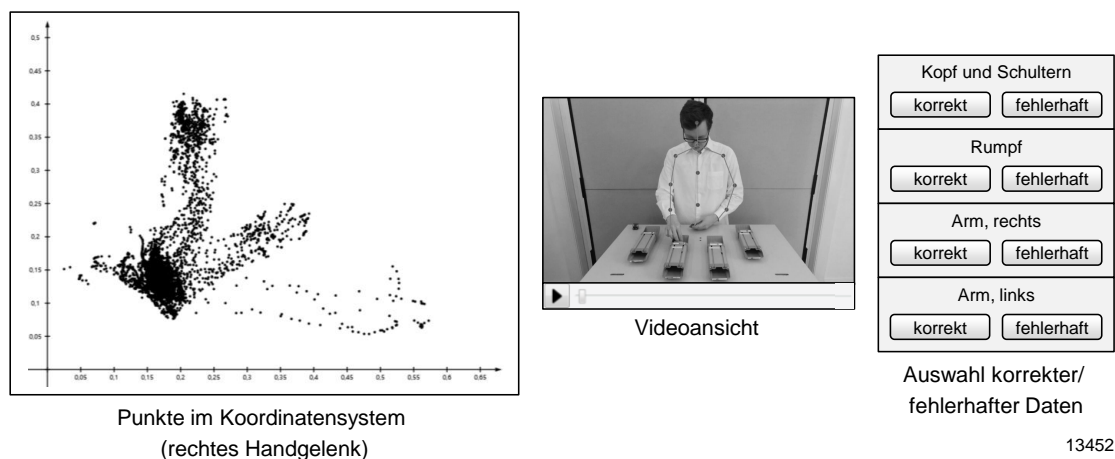 0,5
0,45
0,4
0,35
0,3
0,25
0,2
0,15
0,1
0,05
0,05 0,1 0,15 0,2 0,25 0,3 0,35 0,4 0,45 0,5 0,55 0,6 0,65
Punkte im Koordinatensystem
(rechtes Handgelenk)
Videoansicht
Kopf und Schultern
korrekt fehlerhaft
Rumpf
korrekt fehlerhaft
Arm, rechts
korrekt fehlerhaft
Arm, links
korrekt fehlerhaft
Auswahl korrekter/
fehlerhafter Daten
13452